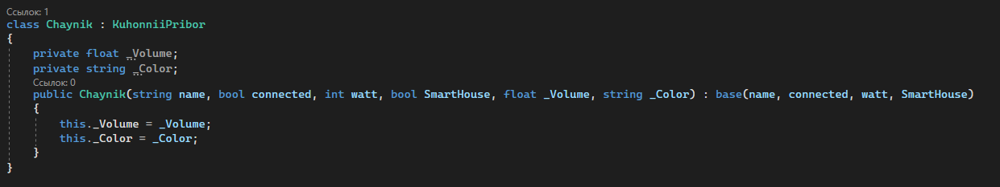 Ссылок: 1
class Chaynik : KuhonniiPribor
{
private float _Volume;
private string _Color;
Ссылок: 0
public Chaynik(string name, bool connected, int watt, bool SmartHouse, float _Volume, string _Color) : base(name, connected, watt, SmartHouse)
{
this._Volume = _Volume;
this._Color = _Color;
}
}